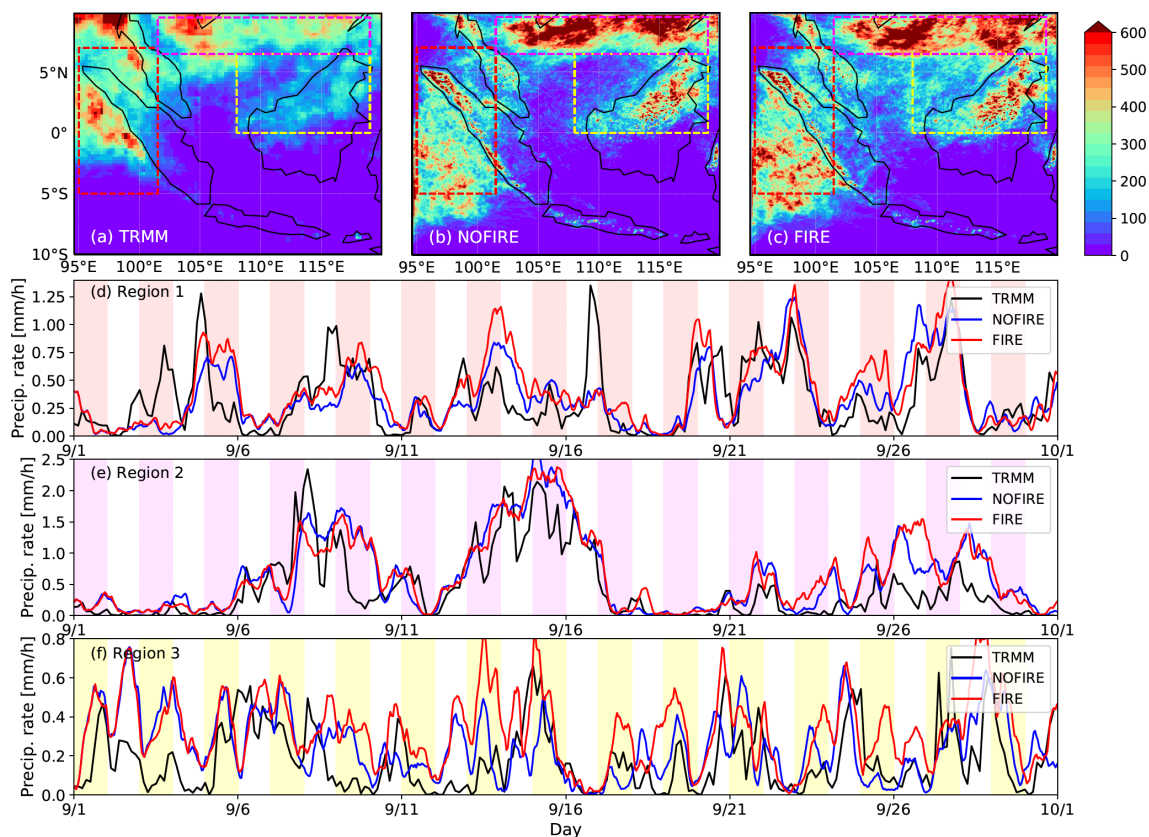 5°N
0°
5°S
10°S
(a) TRMM
(b) NOFIRE
(c) FIRE
95°E 100°E 105°E 110°E 115°E
95°E 100°E 105°E 110°E 115°E
95°E 100°E 105°E 110°E 115°E
600
500
400
300
200
100
0
Precip. rate [mm/h]
1.25
1.00
0.75
0.50
0.25
0.00
(d) Region 1
TRMM
NOFIRE
FIRE
9/1 9/6 9/11 9/16 9/21 9/26 10/1
Precip. rate [mm/h]
2.5
2.0
1.5
1.0
0.5
0.0
(e) Region 2
TRMM
NOFIRE
FIRE
9/1 9/6 9/11 9/16 9/21 9/26 10/1
Precip. rate [mm/h]
0.8
0.6
0.4
0.2
0.0
(f) Region 3
TRMM
NOFIRE
FIRE
9/1 9/6 9/11 9/16 9/21 9/26 10/1
Day